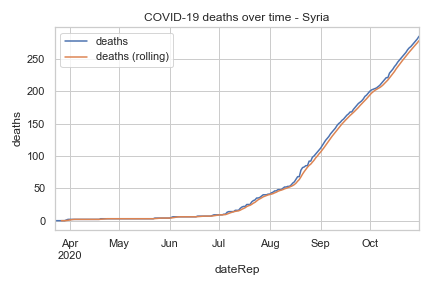 COVID-19 deaths over time - Syria
deaths
deaths (rolling)
deaths
250
200
150
100
50
0
Apr May Jun Jul Aug Sep Oct
2020
dateRep